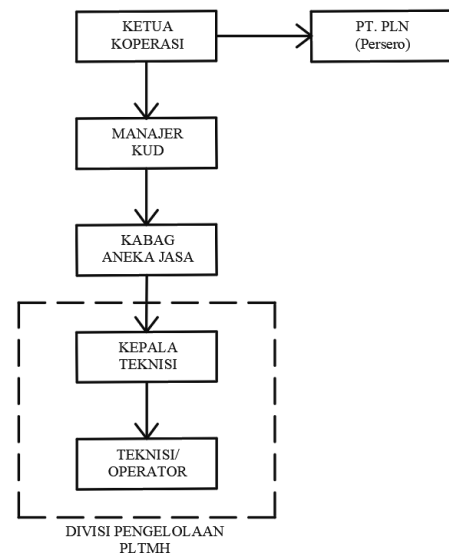 KETUA
KOPERASI
PT. PLN
(Persero)
MANAJER
KUD
KABAG
ANEKA JASA
KEPALA
TEKNISI
TEKNISI/
OPERATOR
DIVISI PENGELOLAAN
PLTMH